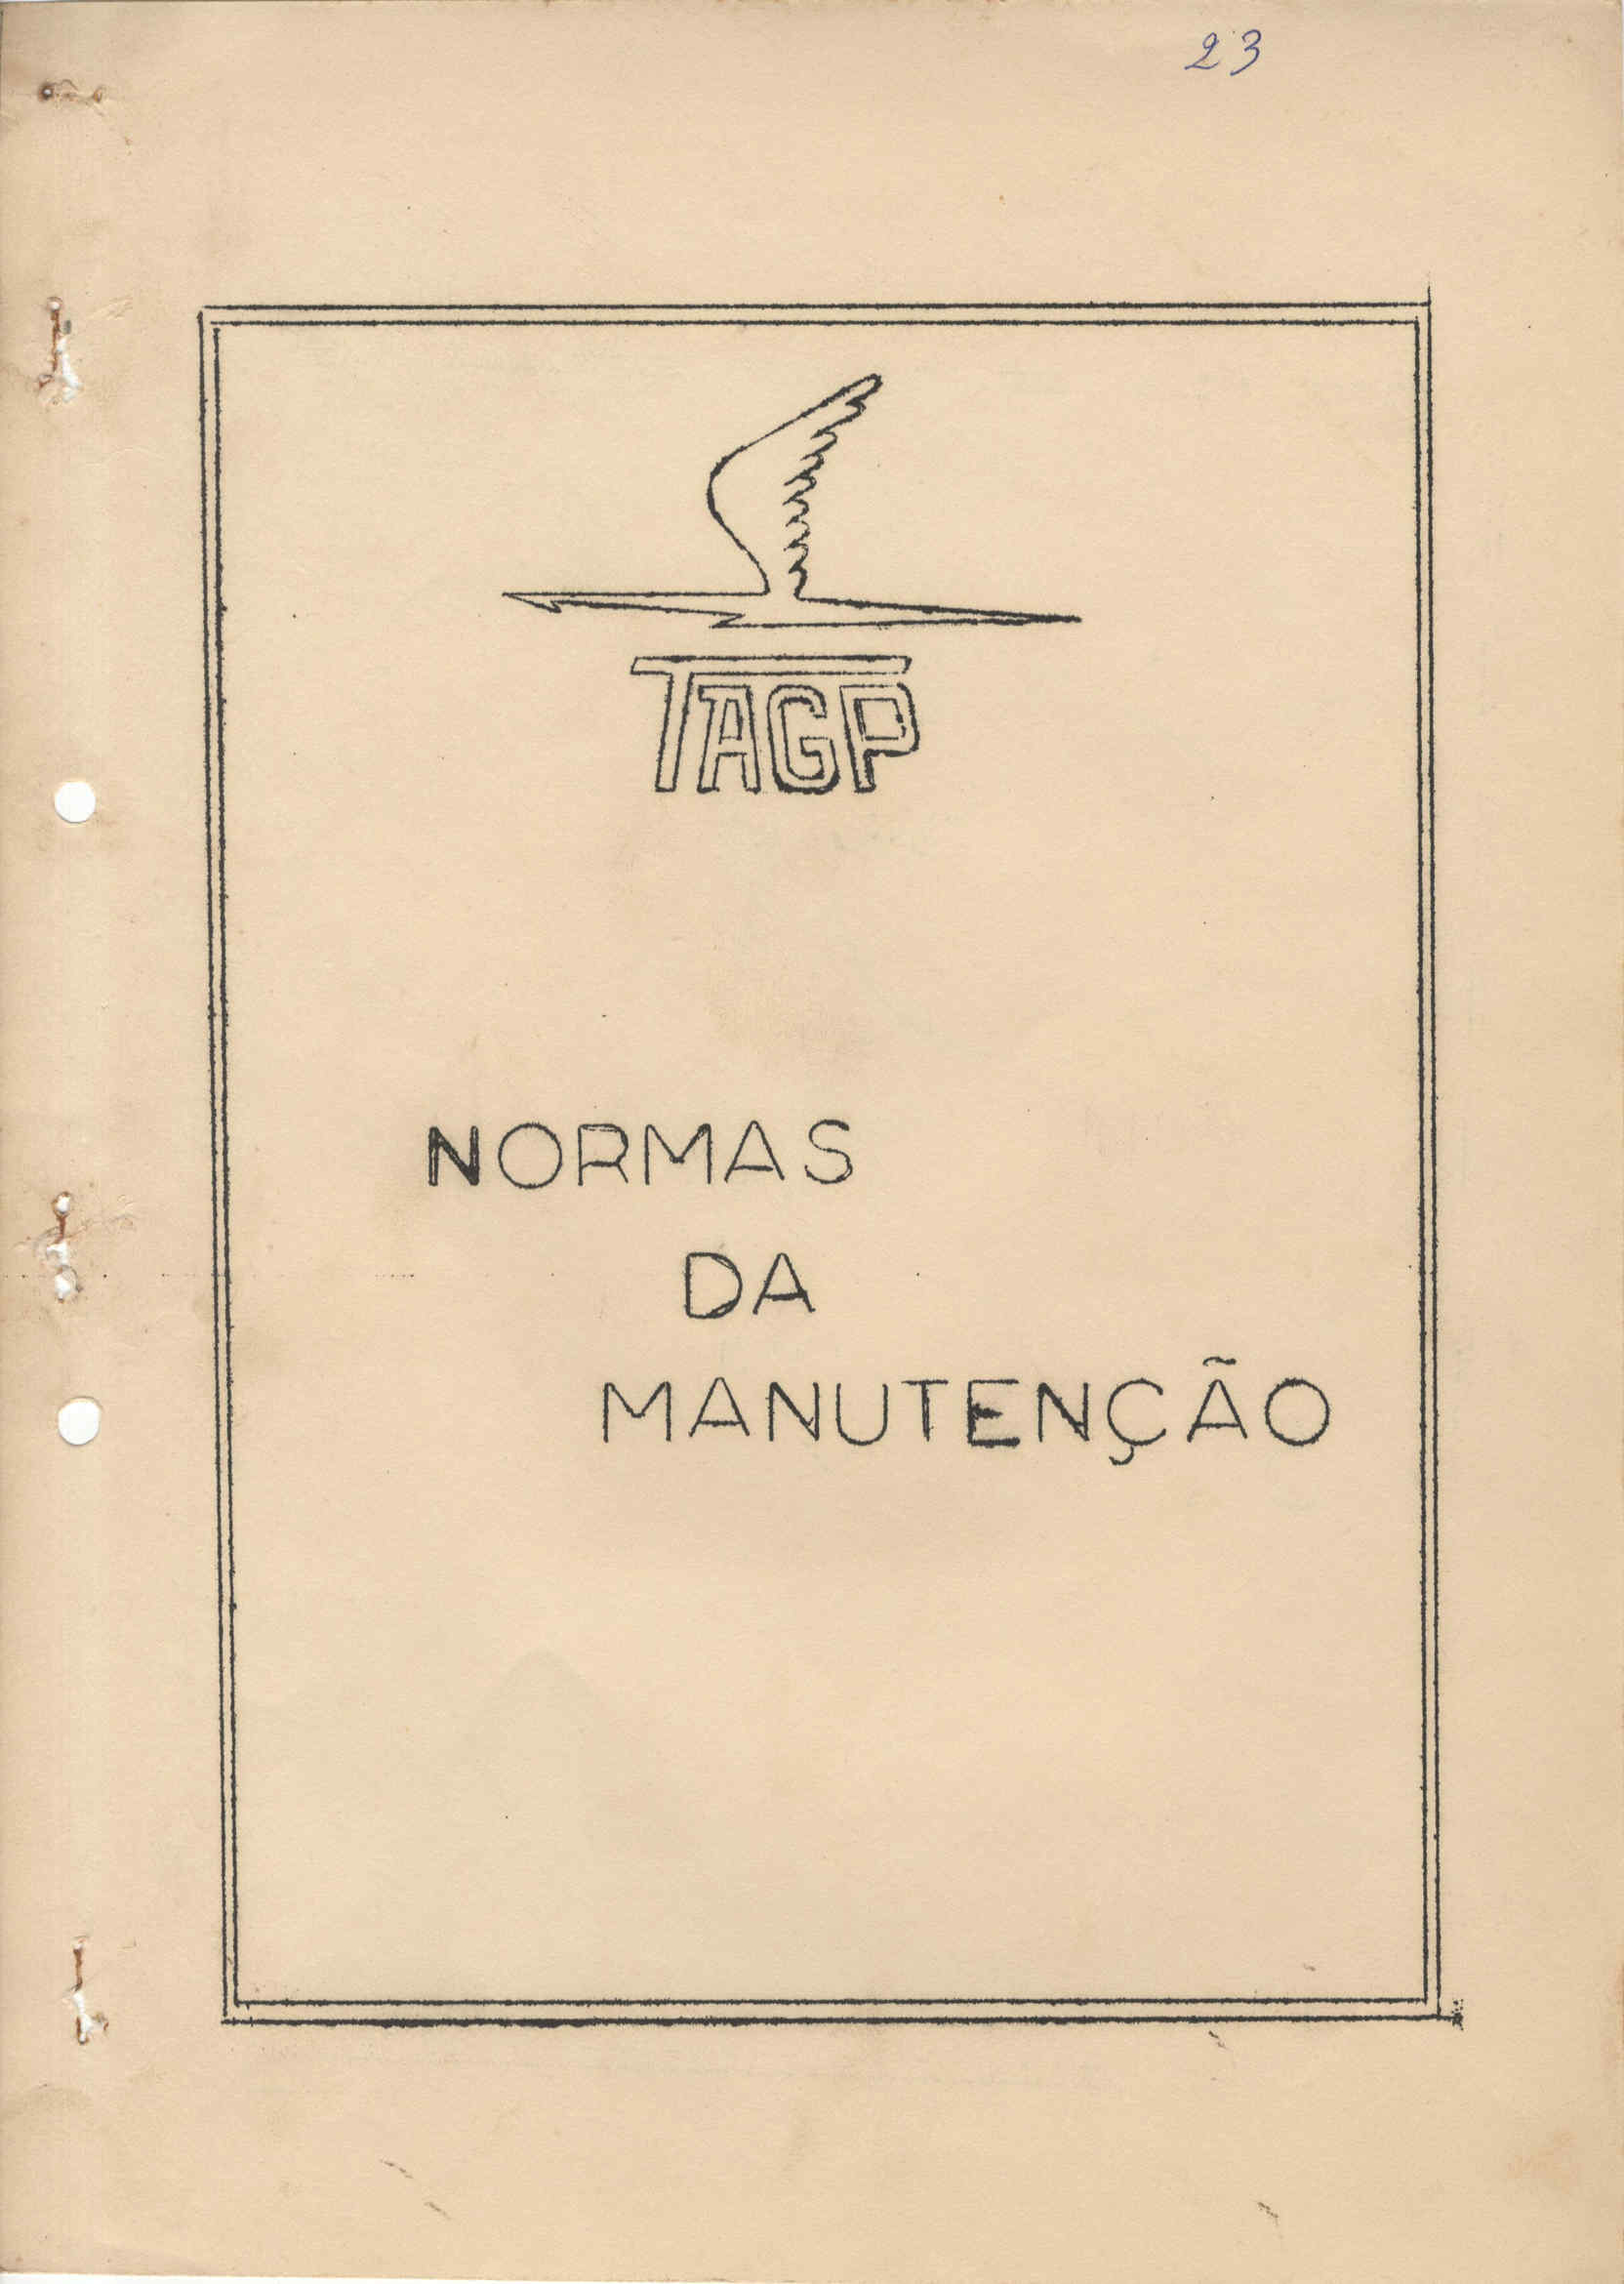 23
TAGP
NORMAS
DA
MANUTENÇÃO